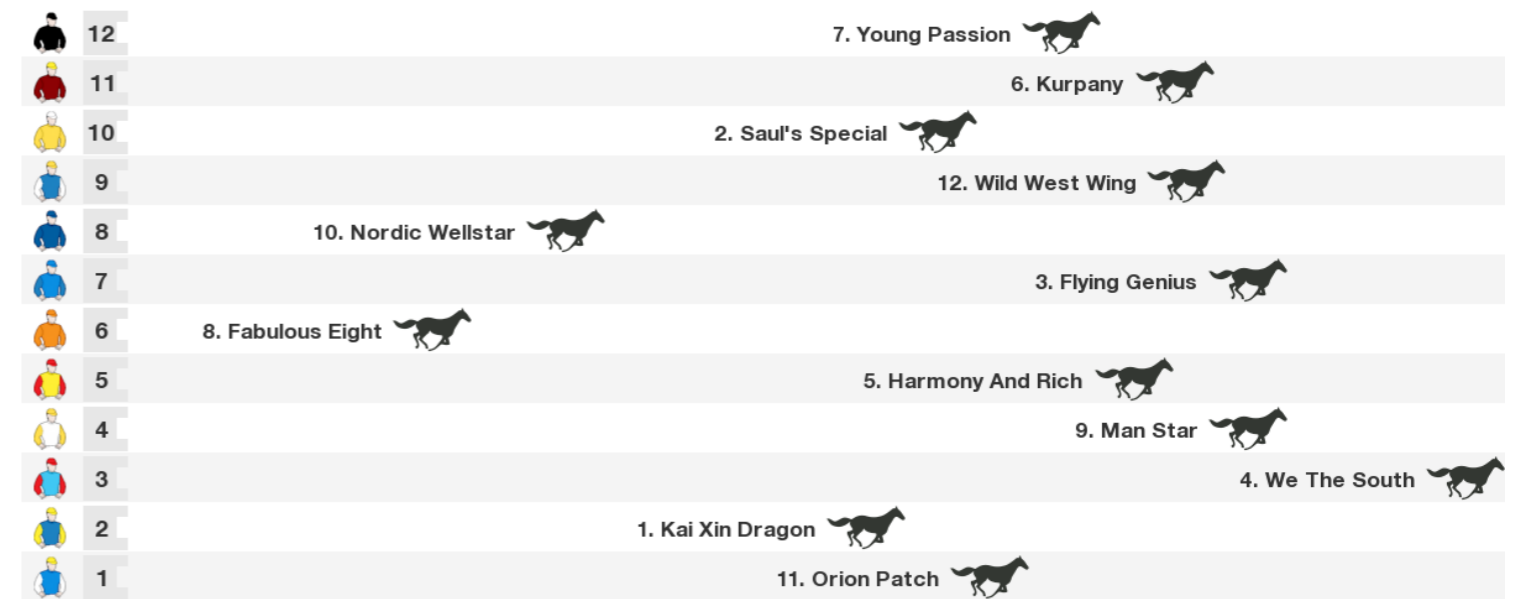 12 7. Young Passion
11 6. Kurpany
10 2. Saul's Special
9 12. Wild West Wing
8 10. Nordic Wellstar
7 3. Flying Genius
6 8. Fabulous Eight
5 5. Harmony And Rich
4 9. Man Star
3 4. We The South
2 1. Kai Xin Dragon
1 11. Orion Patch